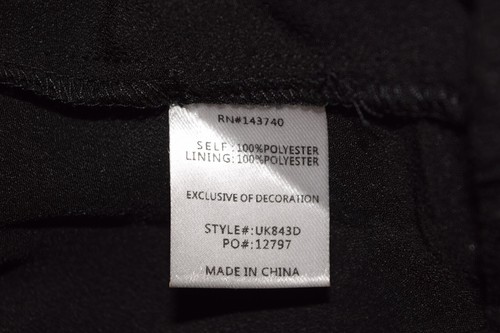 RN#143740
SELF:100%POLYESTER
LINING:100%POLYESTER
EXCLUSIVE OF DECORATION
STYLE#:UK843D
PO#:12797
MADE IN CHINA